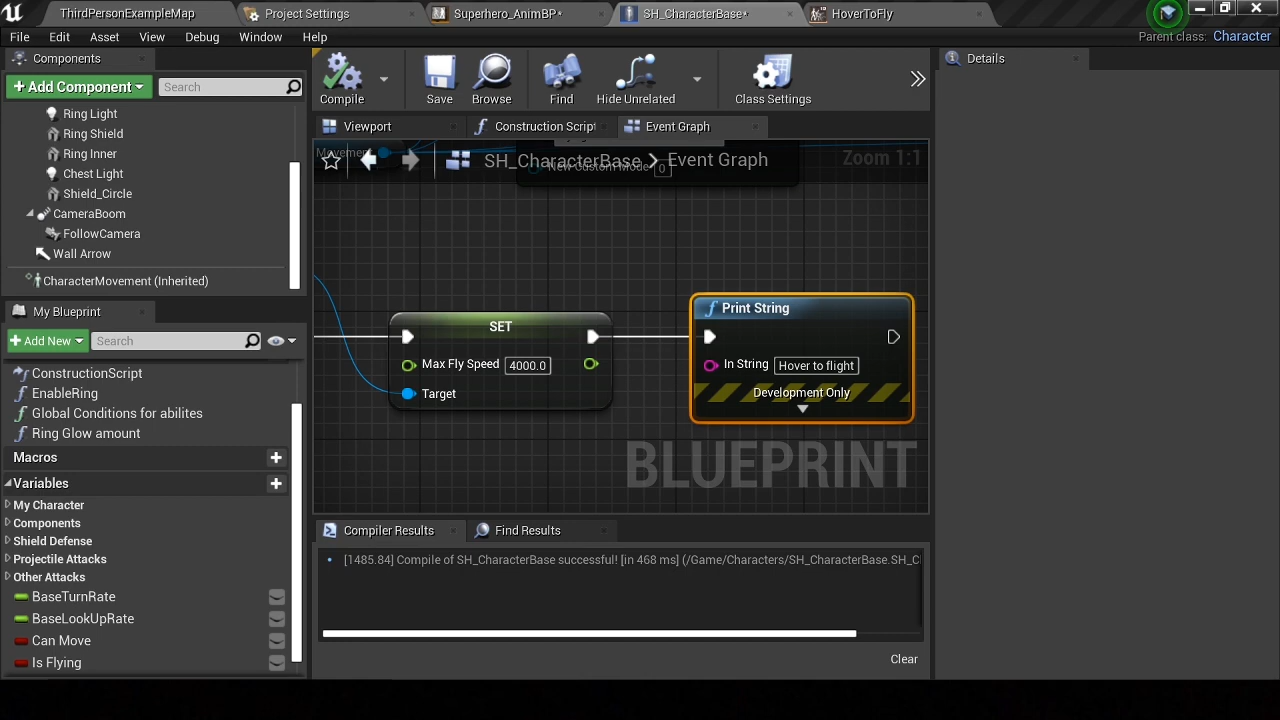 ThirdPersonExampleMap
Project Settings
Superhero_AnimBP*
SH_CharacterBase*
HoverToFly
File Edit Asset View Debug Window Help
Parent class: Character
Components
+ Add Component
Search
Ring Light
Ring Shield
Ring Inner
Chest Light
Shield_Circle
CameraBoom
FollowCamera
Wall Arrow
CharacterMovement (Inherited)
My Blueprint
+ Add New
Search
ConstructionScript
EnableRing
Global Conditions for abilites
Ring Glow amount
Macros
Variables
My Character
Components
Shield Defense
Projectile Attacks
Other Attacks
BaseTurnRate
BaseLookUpRate
Can Move
Is Flying
Compile
Save
Browse
Find
Hide Unrelated
Class Settings
Viewport
Construction Script
Event Graph
Movement
SH_CharacterBase > Event Graph
Zoom 1:1
New Custom Mode 0
SET
Max Fly Speed 4000.0
Target
Print String
In String Hover to flight
Development Only
BLUEPRINT
Compiler Results
Find Results
[1485.84] Compile of SH_CharacterBase successful! [in 468 ms] (/Game/Characters/SH_CharacterBase.SH_C
Clear
Details